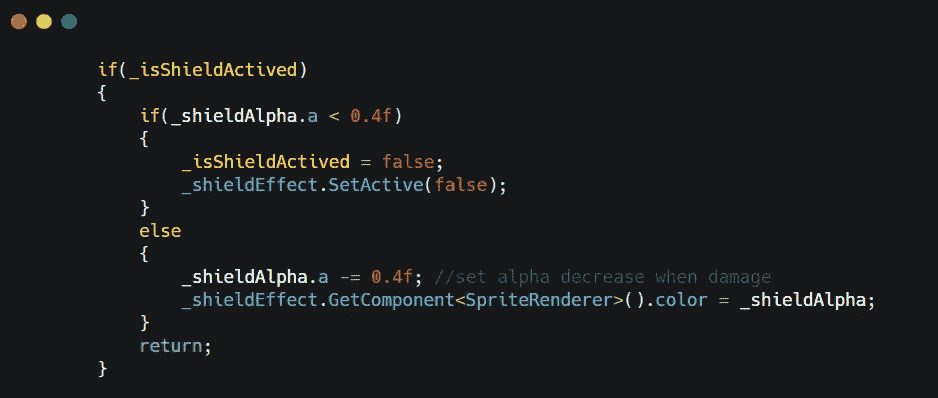 if(_isShieldActived)
{
if(_shieldAlpha.a < 0.4f)
{
_isShieldActived = false;
_shieldEffect.SetActive(false);
}
else
{
_shieldAlpha.a -= 0.4f; //set alpha decrease when damage
_shieldEffect.GetComponent<SpriteRenderer>().color = _shieldAlpha;
}
return;
}